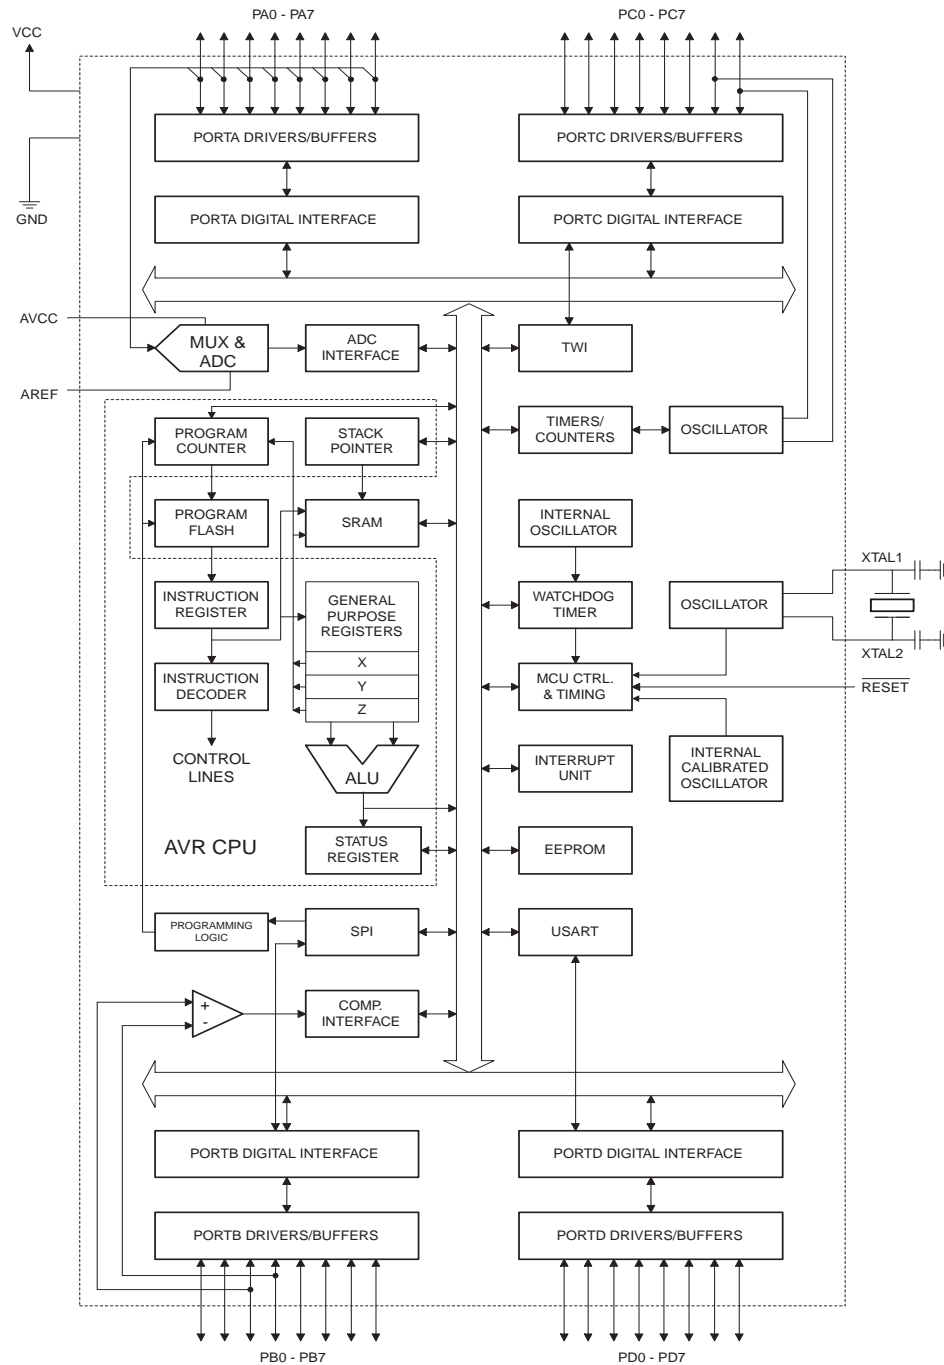 PA0 - PA7
PC0 - PC7
VCC
PORTA DRIVERS/BUFFERS
PORTC DRIVERS/BUFFERS
GND
PORTA DIGITAL INTERFACE
PORTC DIGITAL INTERFACE
AVCC
MUX &
ADC
ADC
INTERFACE
TWI
AREF
PROGRAM
COUNTER
STACK
POINTER
TIMERS/
COUNTERS
OSCILLATOR
PROGRAM
FLASH
SRAM
INTERNAL
OSCILLATOR
XTAL1
INSTRUCTION
REGISTER
GENERAL
PURPOSE
REGISTERS
WATCHDOG
TIMER
OSCILLATOR
XTAL2
X
INSTRUCTION
DECODER
Y
MCU CTRL.
& TIMING
RESET
Z
CONTROL
LINES
ALU
INTERRUPT
UNIT
INTERNAL
CALIBRATED
OSCILLATOR
AVR CPU
STATUS
REGISTER
EEPROM
PROGRAMMING
LOGIC
SPI
USART
+
-
COMP.
INTERFACE
PORTB DIGITAL INTERFACE
PORTD DIGITAL INTERFACE
PORTB DRIVERS/BUFFERS
PORTD DRIVERS/BUFFERS
PB0 - PB7
PD0 - PD7